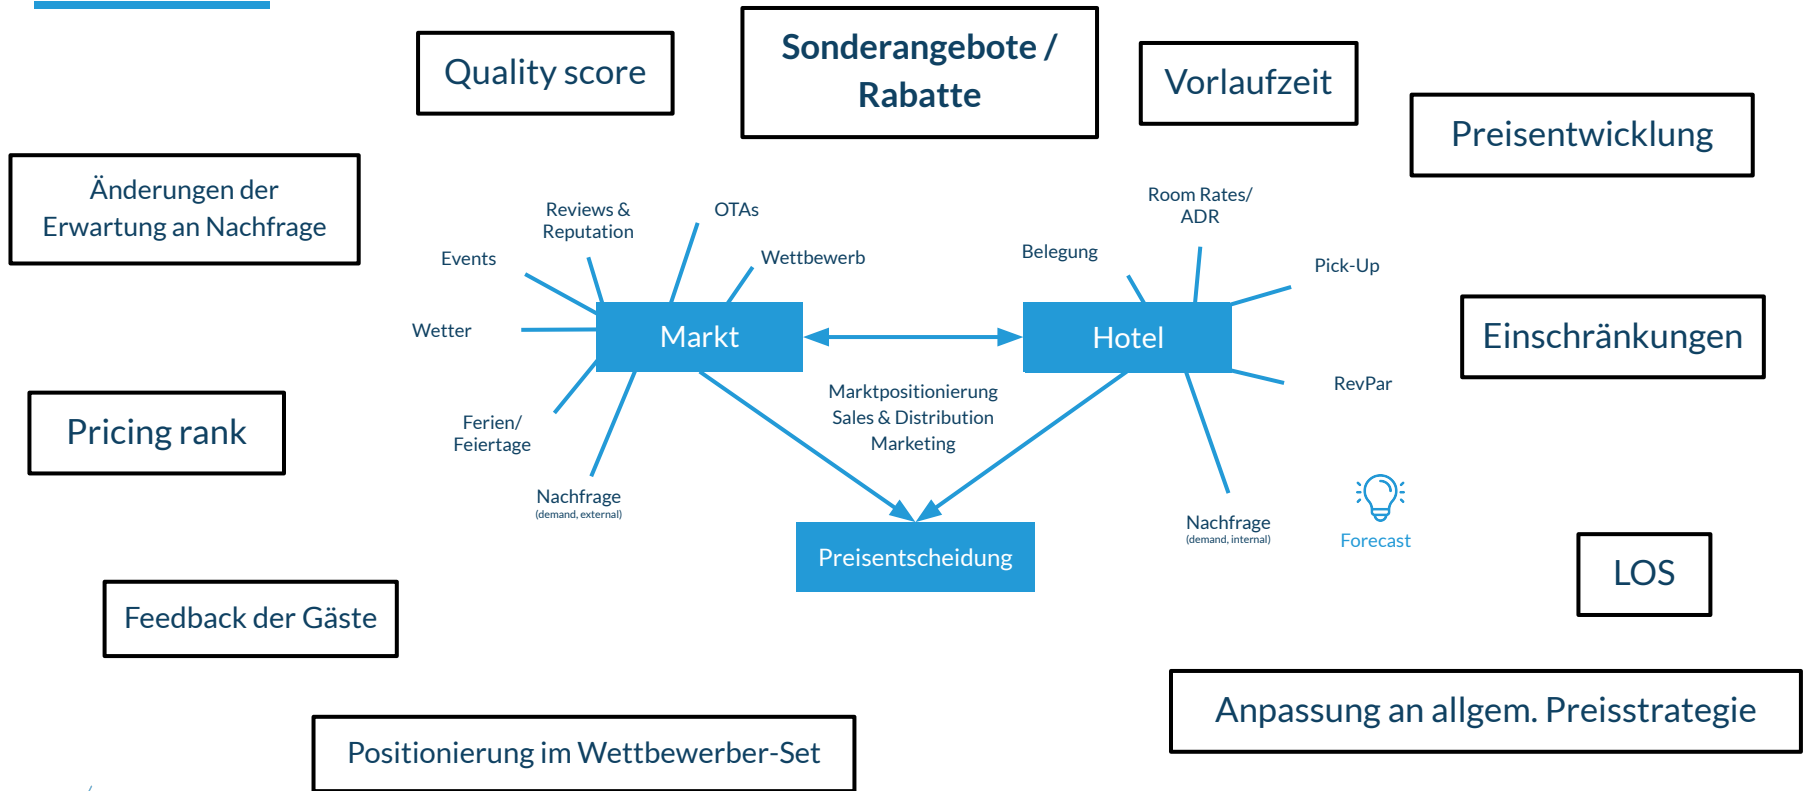 Quality score
Sonderangebote /
Rabatte
Vorlaufzeit
Preisentwicklung
Änderungen der
Erwartung an Nachfrage
Reviews &
Reputation
OTAs
Events
Wettbewerb
Wetter
Markt
Ferien/
Feiertage
Nachfrage
(demand, external)
Room Rates/
ADR
Belegung
Pick-Up
Hotel
RevPar
Nachfrage
(demand, internal)
Forecast
Marktpositionierung
Sales & Distribution
Marketing
Preisentscheidung
Einschränkungen
Pricing rank
LOS
Feedback der Gäste
Anpassung an allgem. Preisstrategie
Positionierung im Wettbewerber-Set